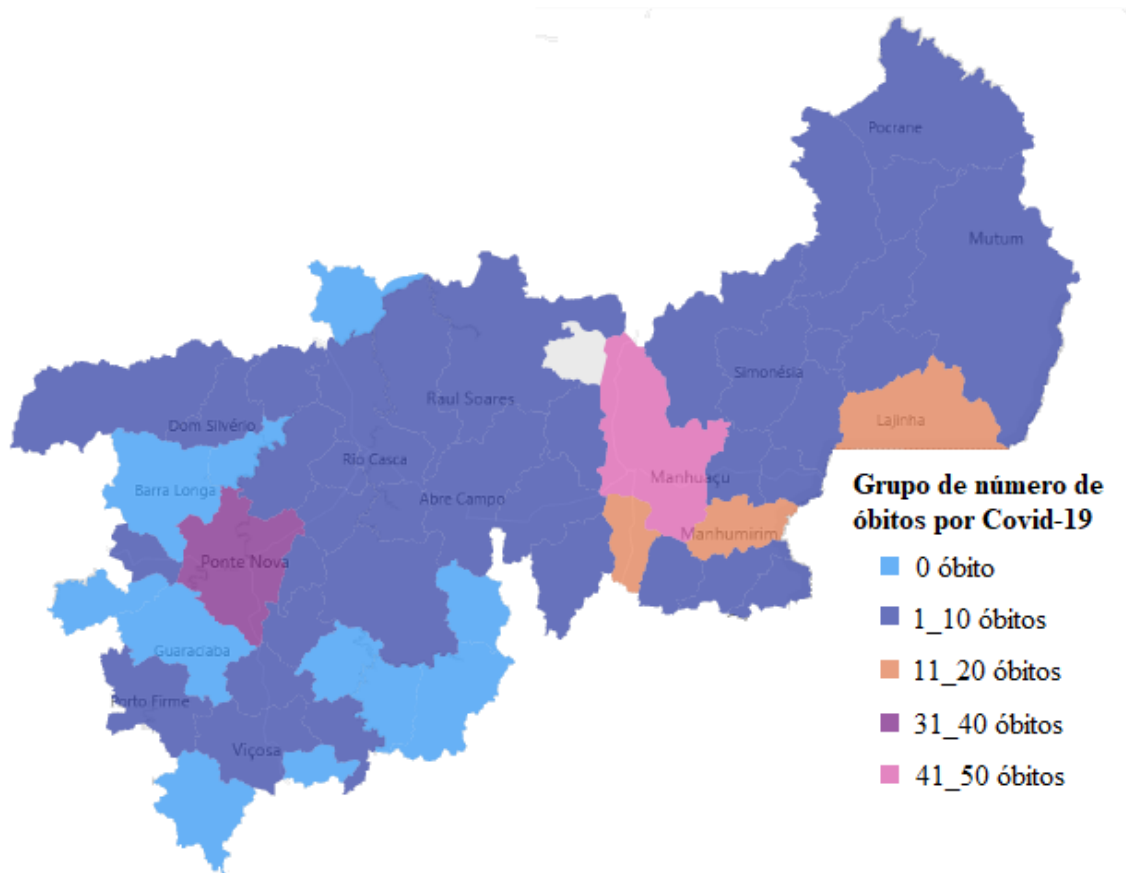 Pocrane
Mutum
Simonésia
Raul Soares
Lajinha
Dom Silvério
Rio Casca
Manhuaçu
Barra Longa
Abre Campo
Manhumirim
Ponte Nova
Guaraciaba
Porto Firme
Viçosa
Grupo de número de
óbitos por Covid-19
0 óbito
1_10 óbitos
11_20 óbitos
31_40 óbitos
41_50 óbitos